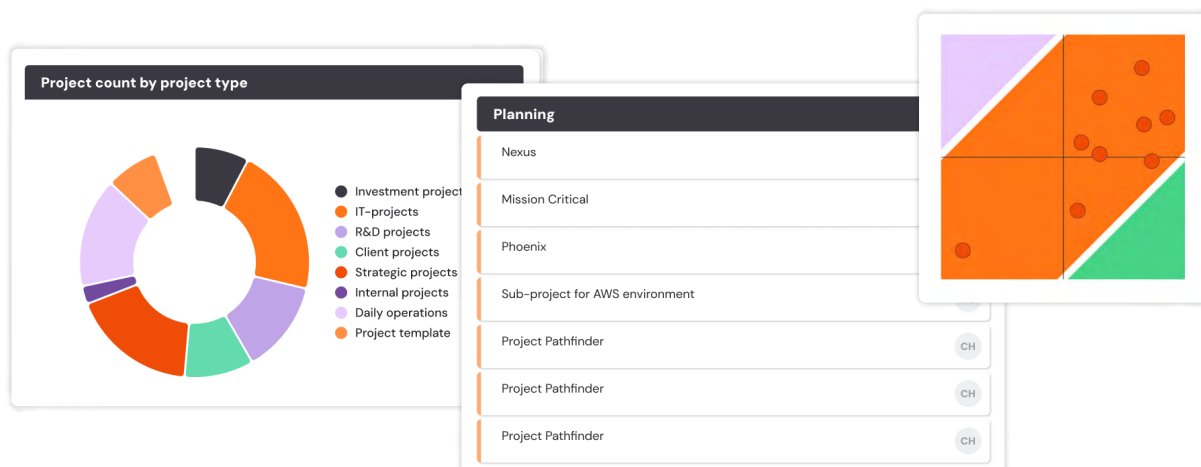 Project count by project type
Investment project
IT-projects
R&D projects
Client projects
Strategic projects
Internal projects
Daily operations
Project template
Planning
Nexus
Mission Critical
Phoenix
Sub-project for AWS environment
Project Pathfinder
CH
Project Pathfinder
CH
Project Pathfinder
CH